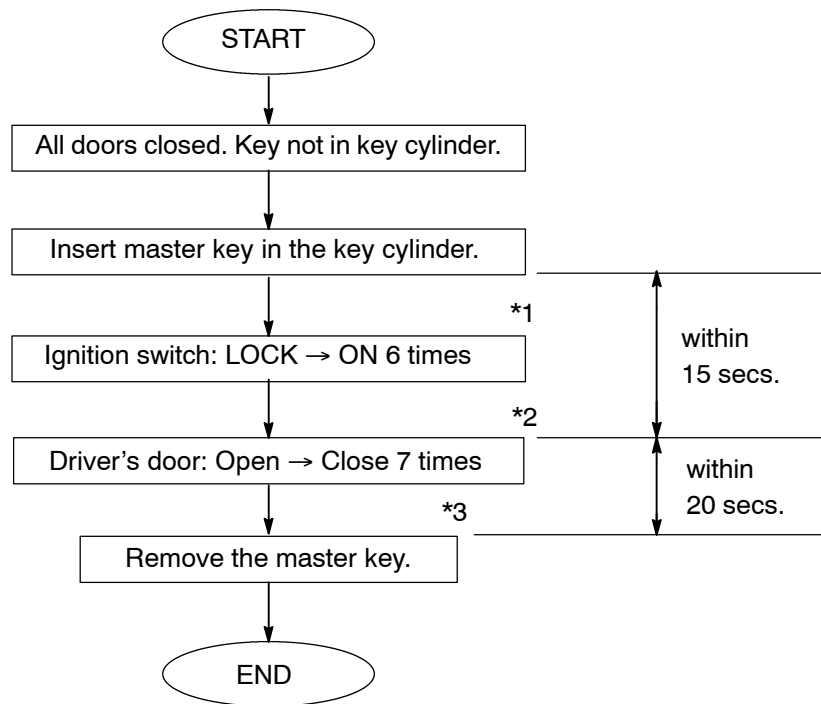 START
All doors closed. Key not in key cylinder.
Insert master key in the key cylinder.
*1
Ignition switch: LOCK → ON 6 times
within
15 secs.
*2
Driver’s door: Open → Close 7 times
within
20 secs.
*3
Remove the master key.
END